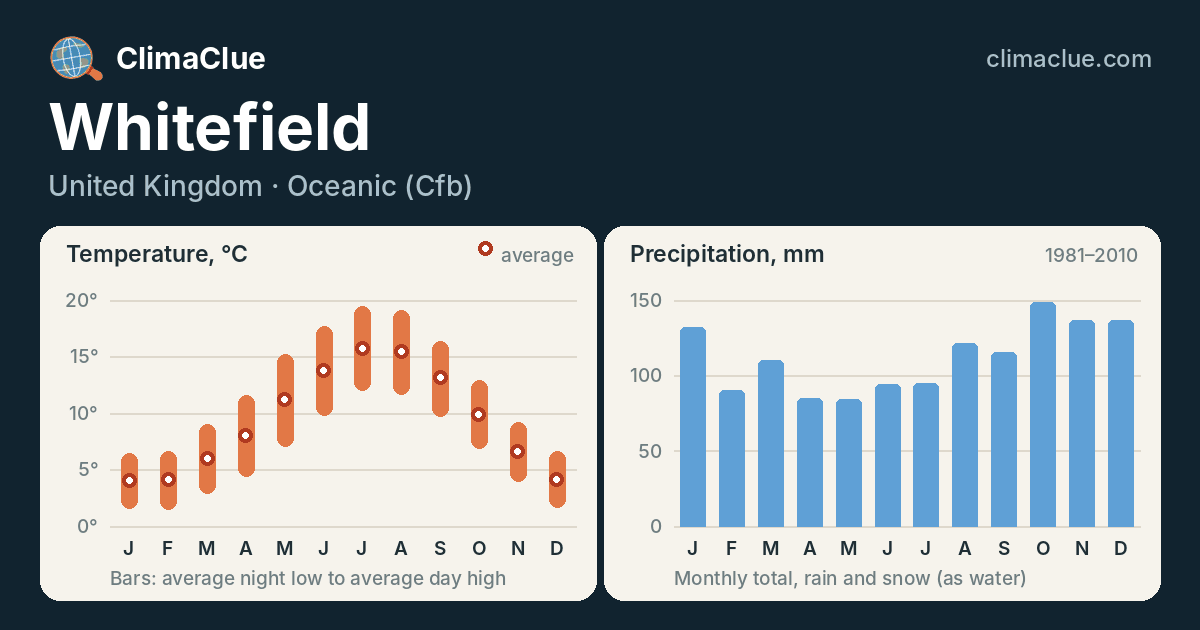 ClimaClue
climaclue.com
Whitefield
United Kingdom · Oceanic (Cfb)
Temperature, °C
average
20°
15°
10°
5°
0°
J F M A M J J A S O N D
Bars: average night low to average day high
Precipitation, mm
1981–2010
150
100
50
0
J F M A M J J A S O N D
Monthly total, rain and snow (as water)